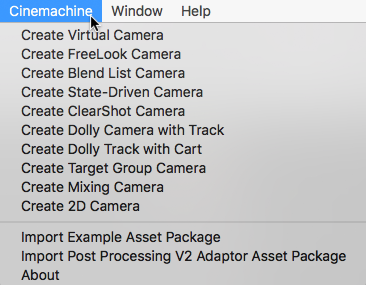 Cinemachine Window Help
Create Virtual Camera
Create FreeLook Camera
Create Blend List Camera
Create State-Driven Camera
Create ClearShot Camera
Create Dolly Camera with Track
Create Dolly Track with Cart
Create Target Group Camera
Create Mixing Camera
Create 2D Camera
Import Example Asset Package
Import Post Processing V2 Adaptor Asset Package
About